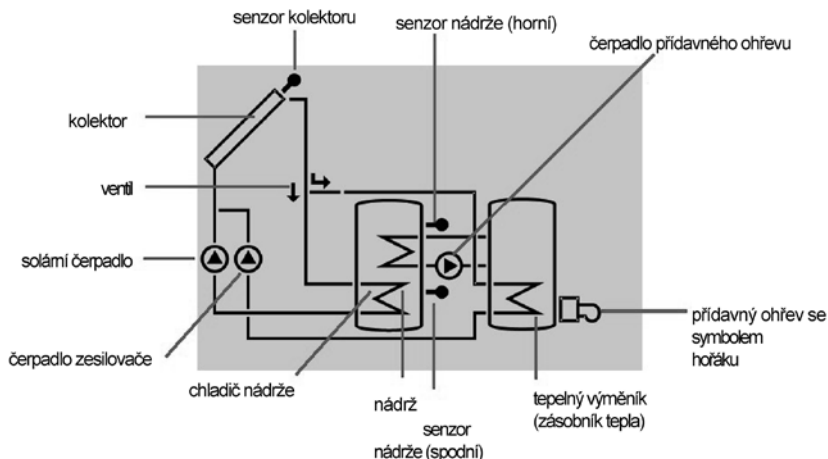 senzor kolektoru
senzor nádrže (horní)
čerpadlo přídavného ohřevu
kolektor
ventil
solární čerpadlo
čerpadlo zesilovače
chladič nádrže
nádrž
senzor
nádrže (spodní)
tepelný výměník
(zásobník tepla)
přídavný ohřev se
symbolem
hořáku